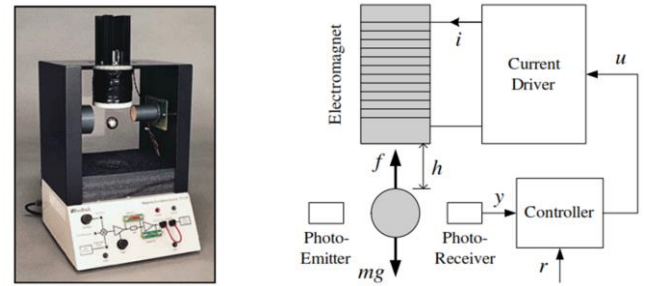 Electromagnet
i
Current
Driver
u
f
h
y
Controller
Photo-
Emitter
Photo-
Receiver
mg
r